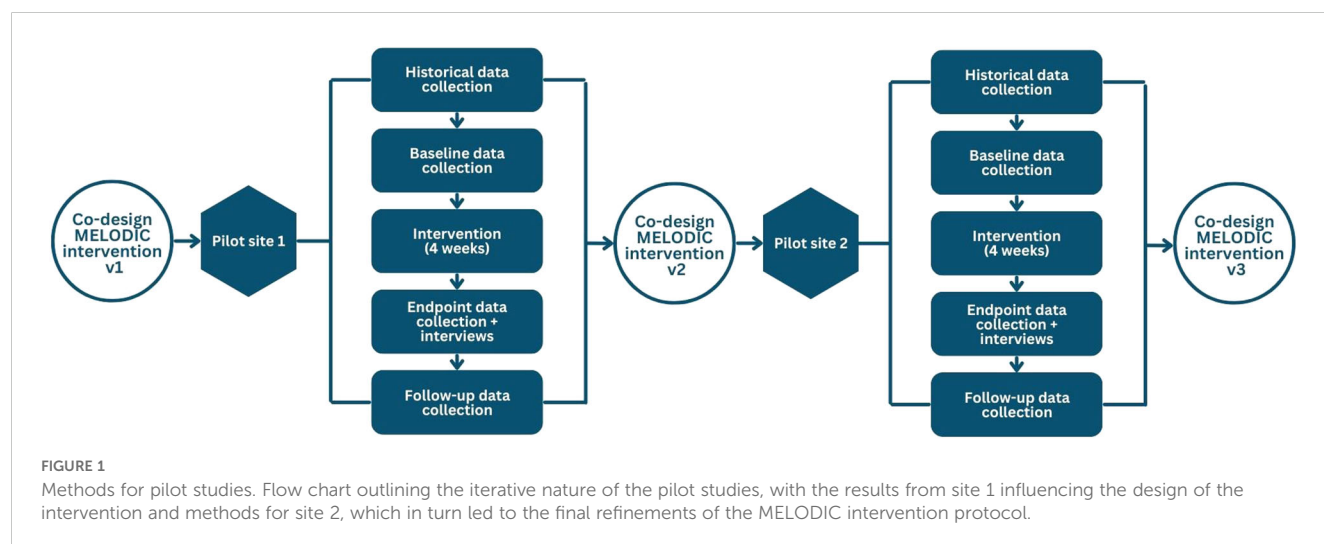 Co-design
MELODIC
intervention
v1
Pilot site 1
Historical data
collection
Baseline data
collection
Intervention
(4 weeks)
Endpoint data
collection +
interviews
Follow-up data
collection
Co-design
MELODIC
intervention
v2
Pilot site 2
Historical data
collection
Baseline data
collection
Intervention
(4 weeks)
Endpoint data
collection +
interviews
Follow-up data
collection
Co-design
MELODIC
intervention
v3
FIGURE 1
Methods for pilot studies. Flow chart outlining the iterative nature of the pilot studies, with the results from site 1 influencing the design of the
intervention and methods for site 2, which in turn led to the final refinements of the MELODIC intervention protocol.